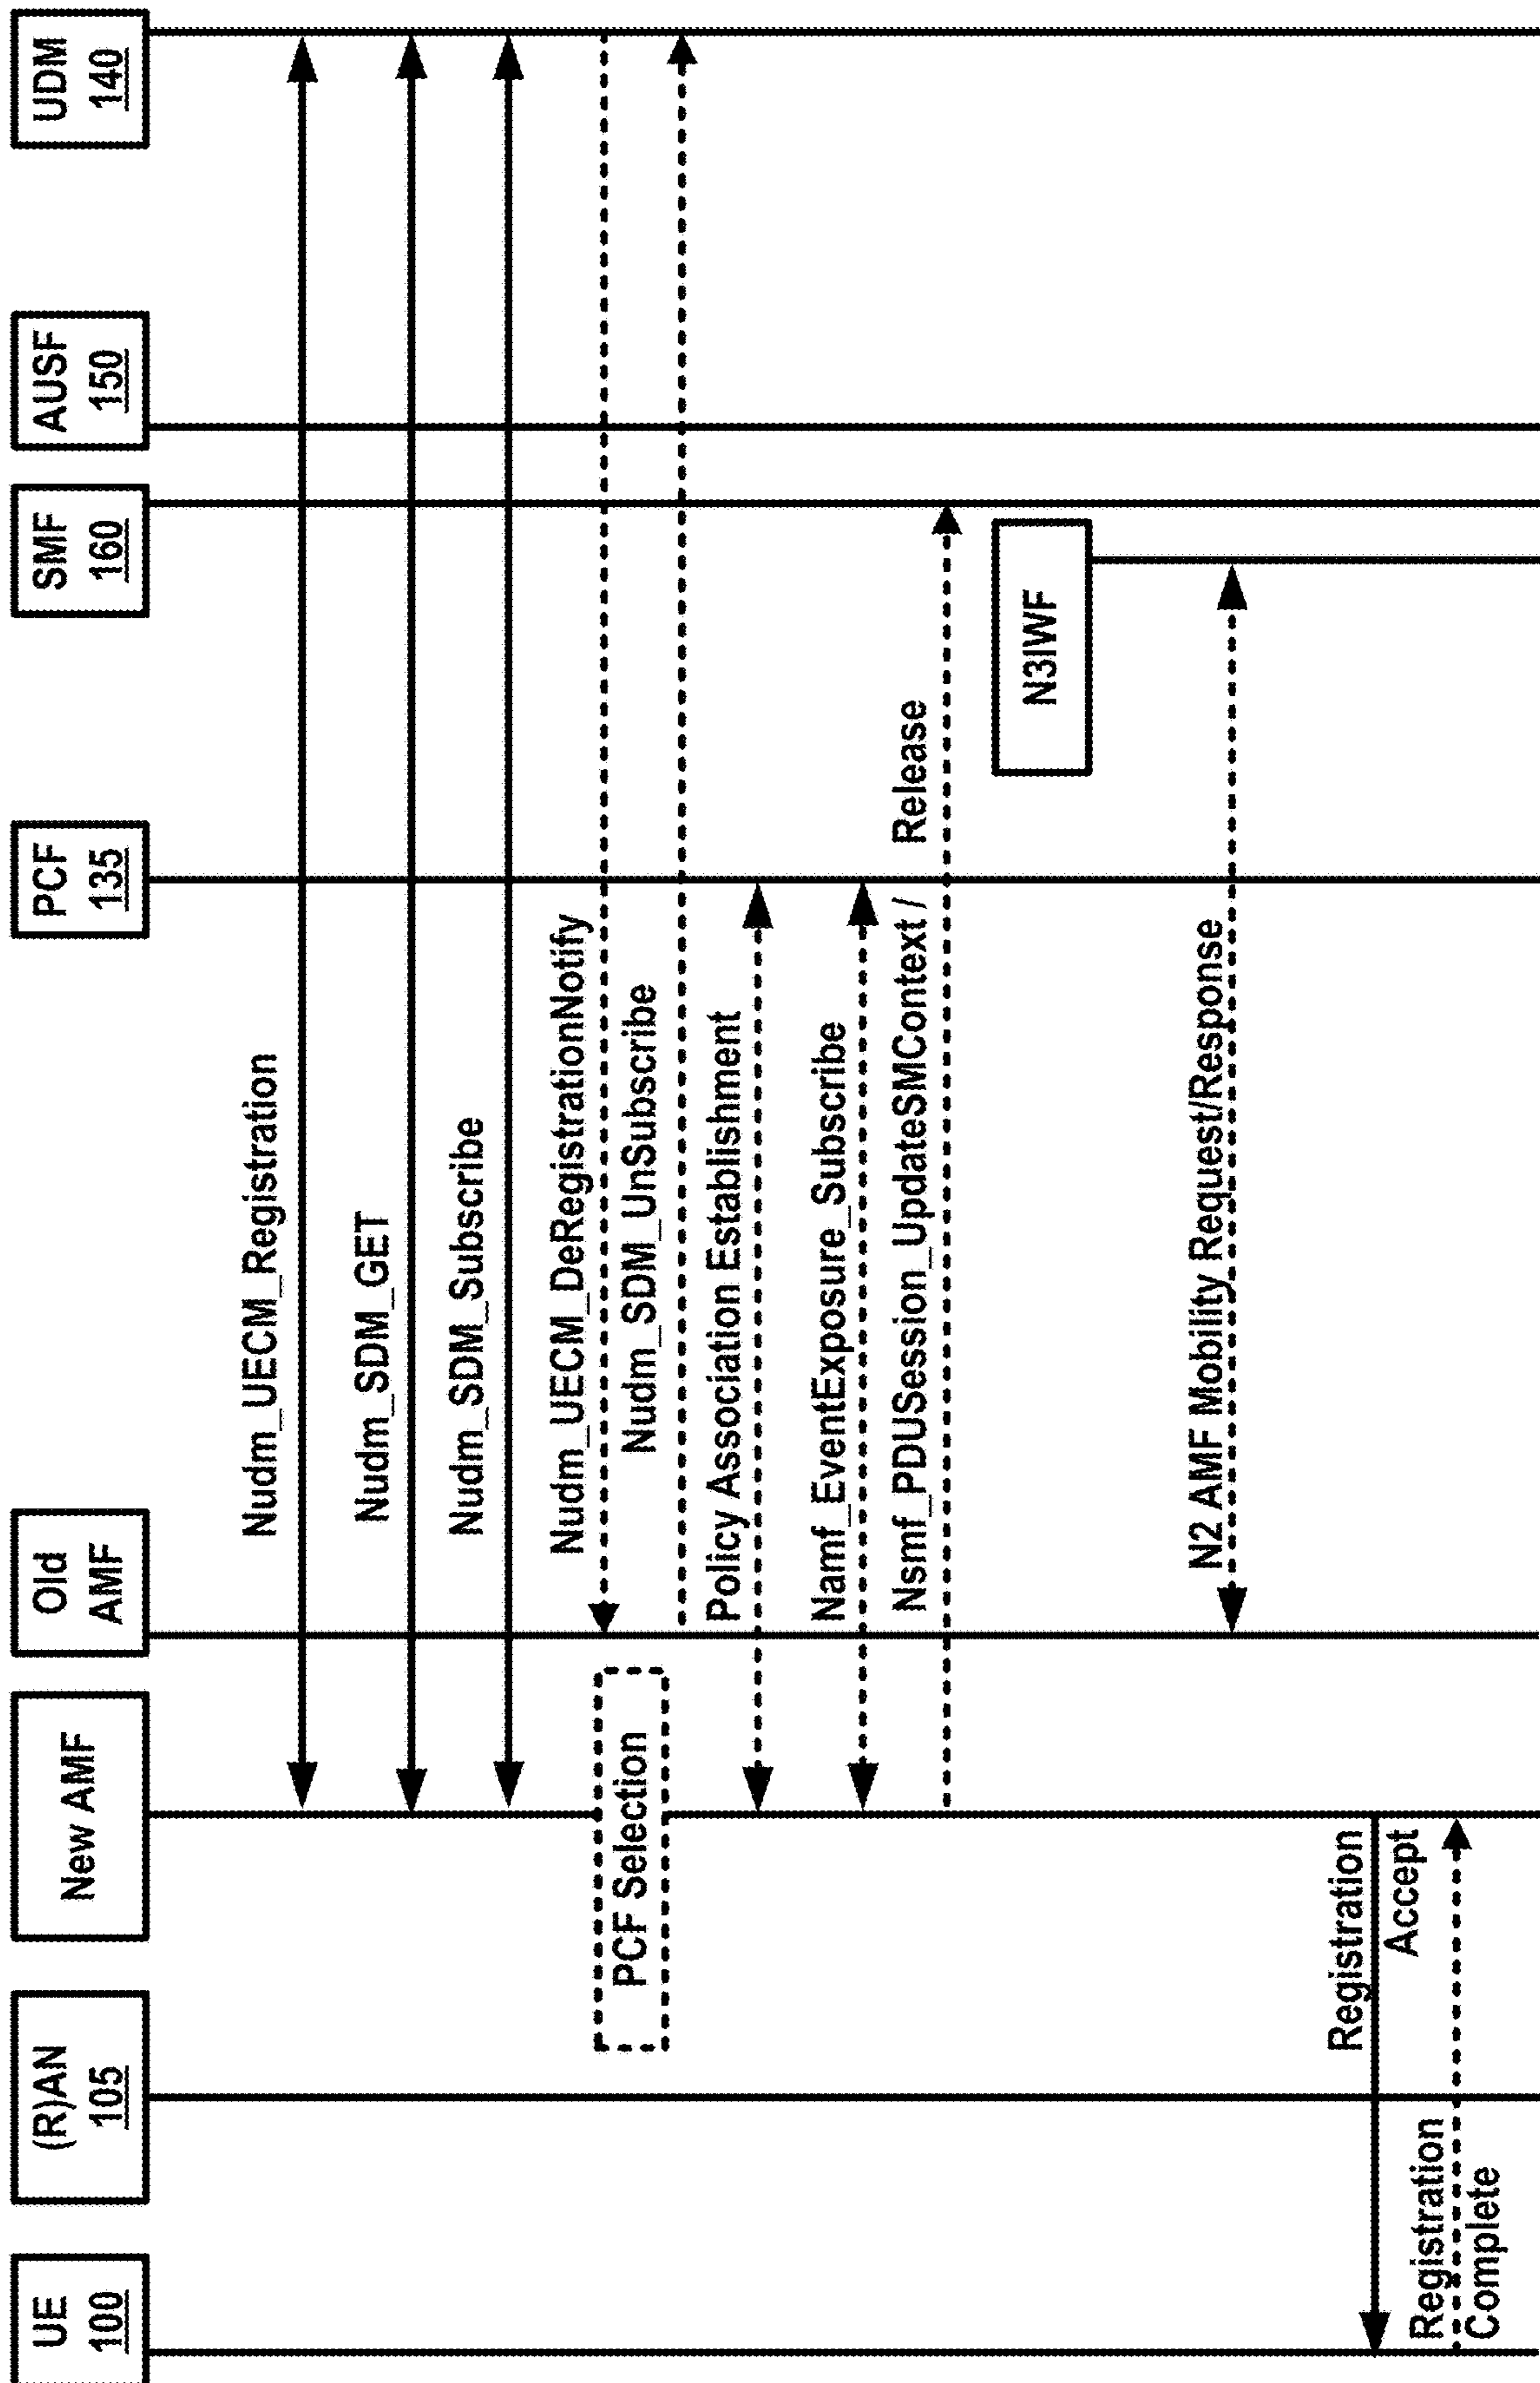 UE
100
(R)AN
105
New AMF
Old
AMF
PCF
135
SMF
160
AUSF
150
UDM
140
Nudm_UECM_Registration
Nudm_SDM_GET
Nudm_SDM_Subscribe
Nudm_UECM_DeRegistrationNotify
PCF Selection
Nudm_SDM_UnSubscribe
Policy Association Establishment
Namf_EventExposure_Subscribe
Nsmf_PDUSession_UpdateSMContext / Release
N3IWF
N2 AMF Mobility Request/Response
Registration
Accept
Registration
Complete